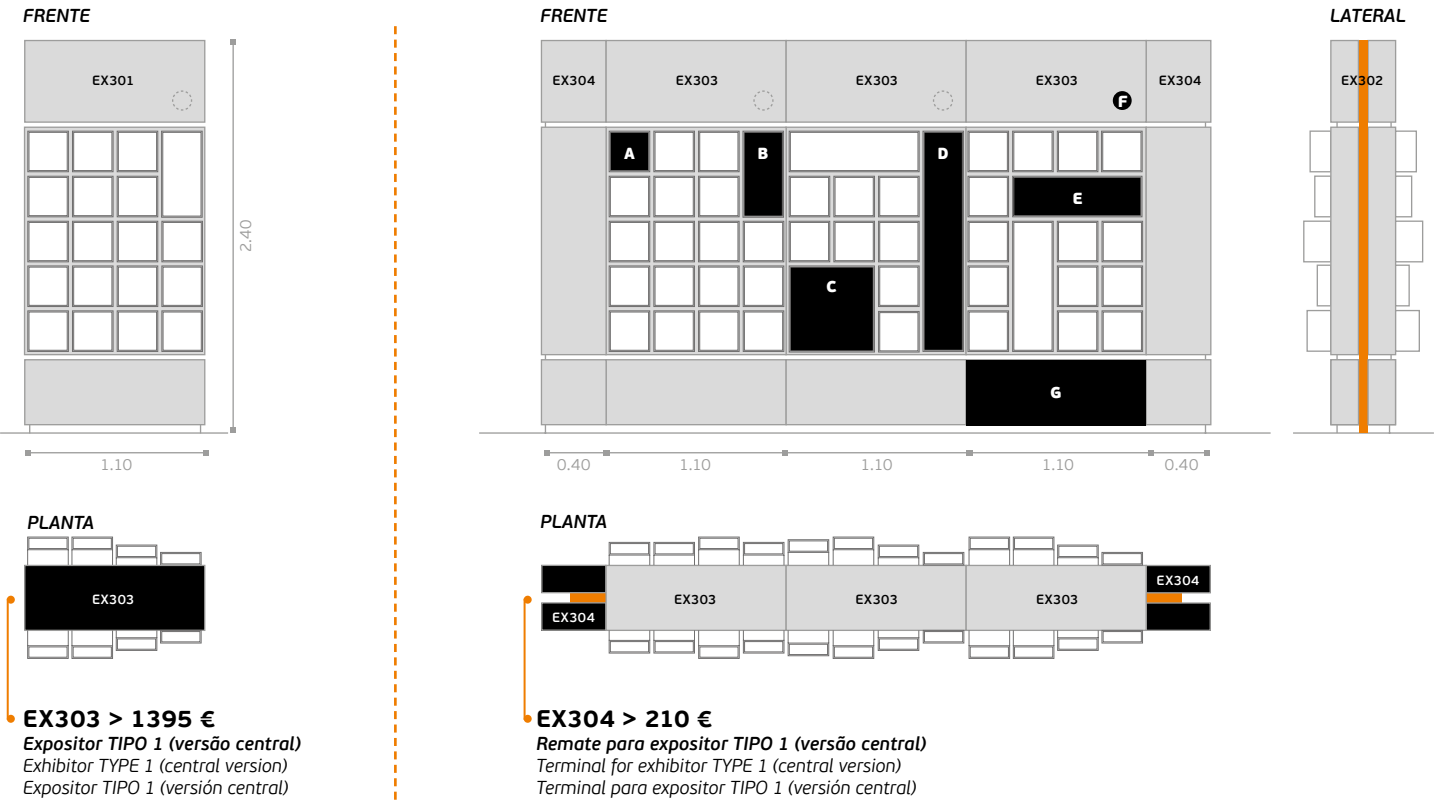 FRENTE
EX301
2.40
1.10
PLANTA
EX303
EX303 > 1395 €
Expositor TIPO 1 (versão central)
Exhibitor TYPE 1 (central version)
Expositor TIPO 1 (versión central)
FRENTE
EX304
EX303
EX303
EX303
EX304
F
A
B
D
E
C
G
0.40
1.10
1.10
1.10
0.40
LATERAL
EX302
PLANTA
EX304
EX303
EX303
EX303
EX304
EX304 > 210 €
Remate para expositor TIPO 1 (versão central)
Terminal for exhibitor TYPE 1 (central version)
Terminal para expositor TIPO 1 (versión central)